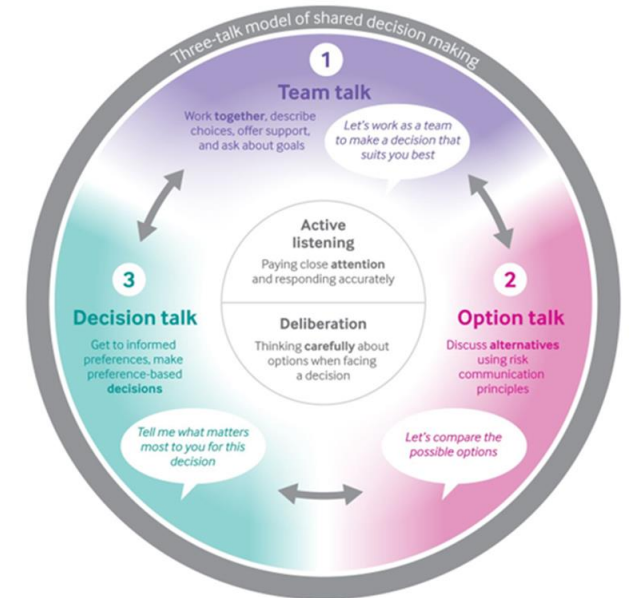 Three-talk model of shared decision making
1
Team talk
Work together, describe
choices, offer support,
and ask about goals
Let's work as a team
to make a decision that
suits you best
Active
listening
Paying close attention
and responding accurately
Deliberation
Thinking carefully about
options when facing
a decision
2
Option talk
Discuss alternatives
using risk
communication
principles
Let's compare the
possible options
3
Decision talk
Get to informed
preferences, make
preference-based
decisions
Tell me what matters
most to you for this
decision